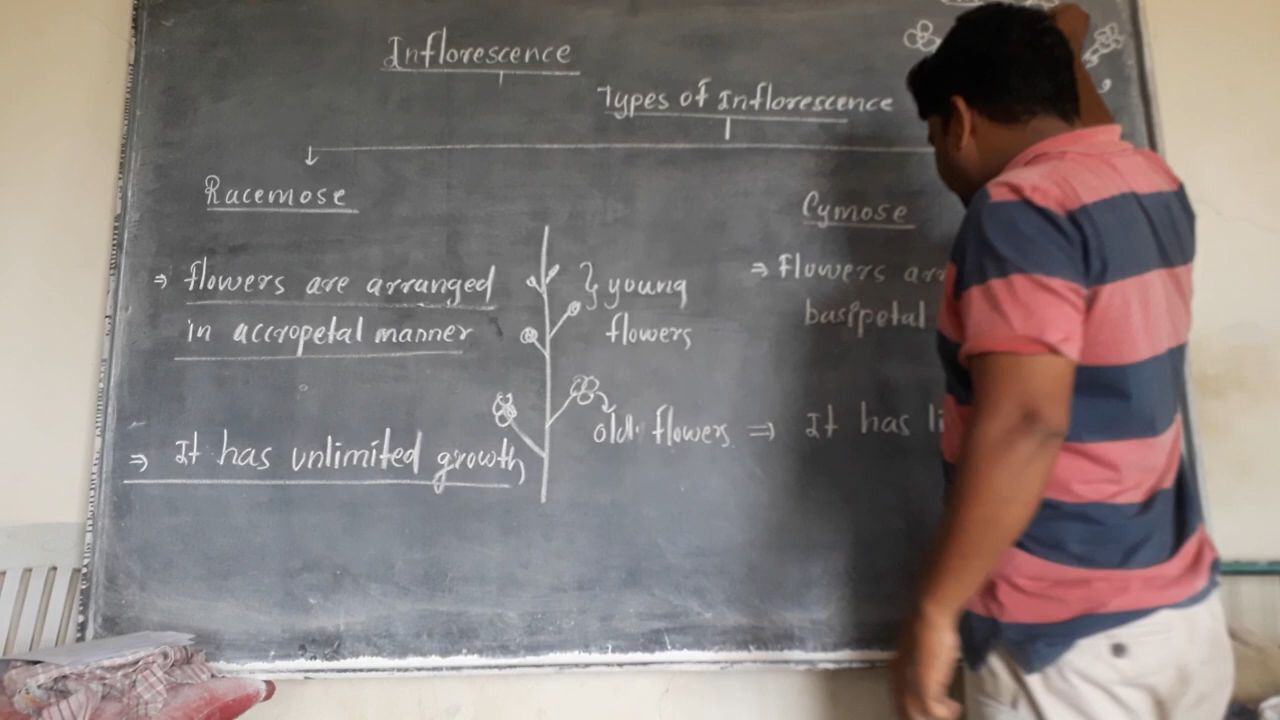 Inflorescence
Types of Inflorescence
Racemose
⇒ flowers are arranged
in accropetal manner
⇒ It has unlimited growth
} young
flowers
old flowers
Cymose
⇒ Flowers
basipetal
⇒ It has